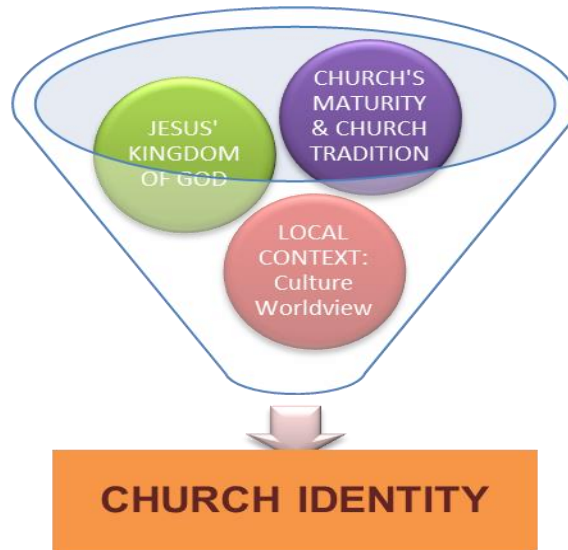 CHURCH'S
MATURITY
& CHURCH
TRADITION
JESUS'
KINGDOM
OF GOD
LOCAL
CONTEXT:
Culture
Worldview
CHURCH IDENTITY